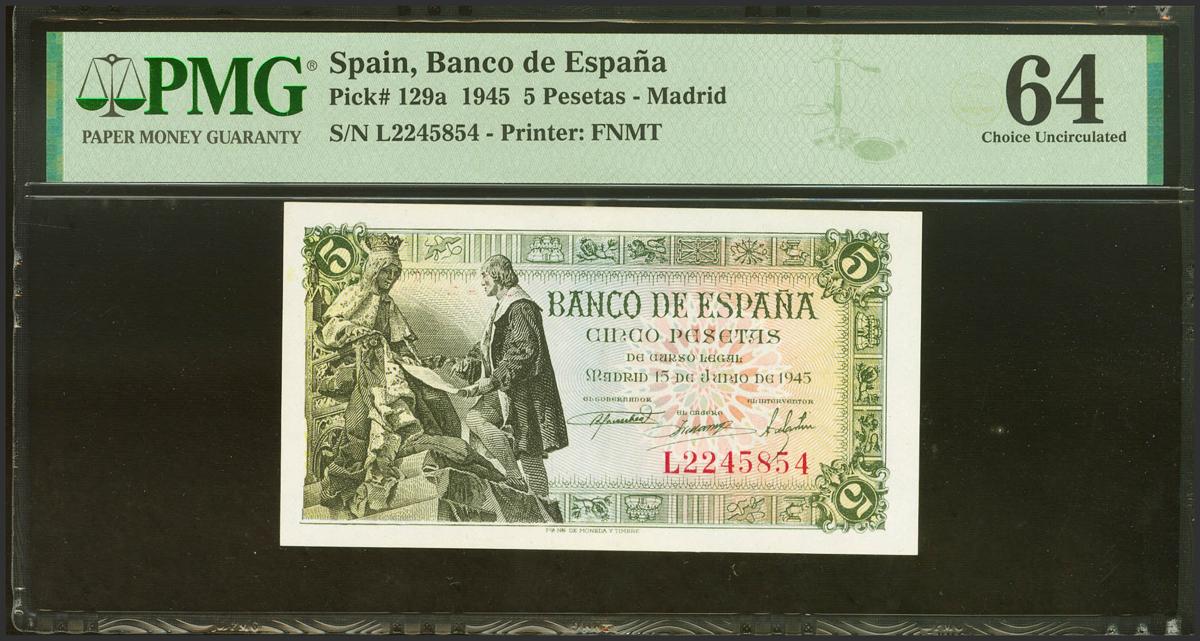 PMG®
PAPER MONEY GUARANTY
Spain, Banco de España
Pick# 129a 1945 5 Pesetas - Madrid
S/N L2245854 - Printer: FNMT
64
Choice Uncirculated
5
5
BANCO DE ESPAÑA
CINCO PESETAS
DE CURSO LEGAL
MADRID 15 DE JUNIO DE 1945
EL GOBERNADOR
EL INTERVENTOR
EL CAJERO
L2245854
5
DE MONEDA Y TIMBRE